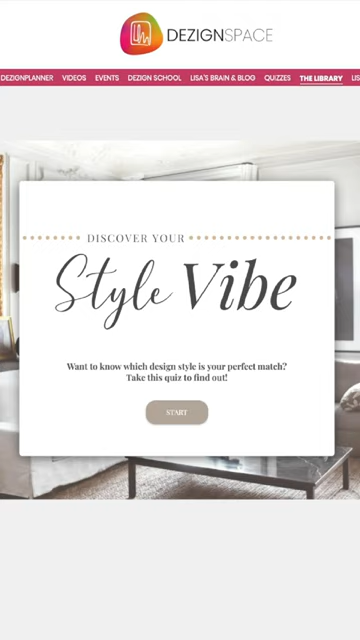 DEZIGNSPACE
DEZIGNPLANNER VIDEOS EVENTS DEZIGN SCHOOL LISA'S BRAIN & BLOG QUIZZES THE LIBRARY LIS
DISCOVER YOUR
Style Vibe
Want to know which design style is your perfect match?
Take this quiz to find out!
START